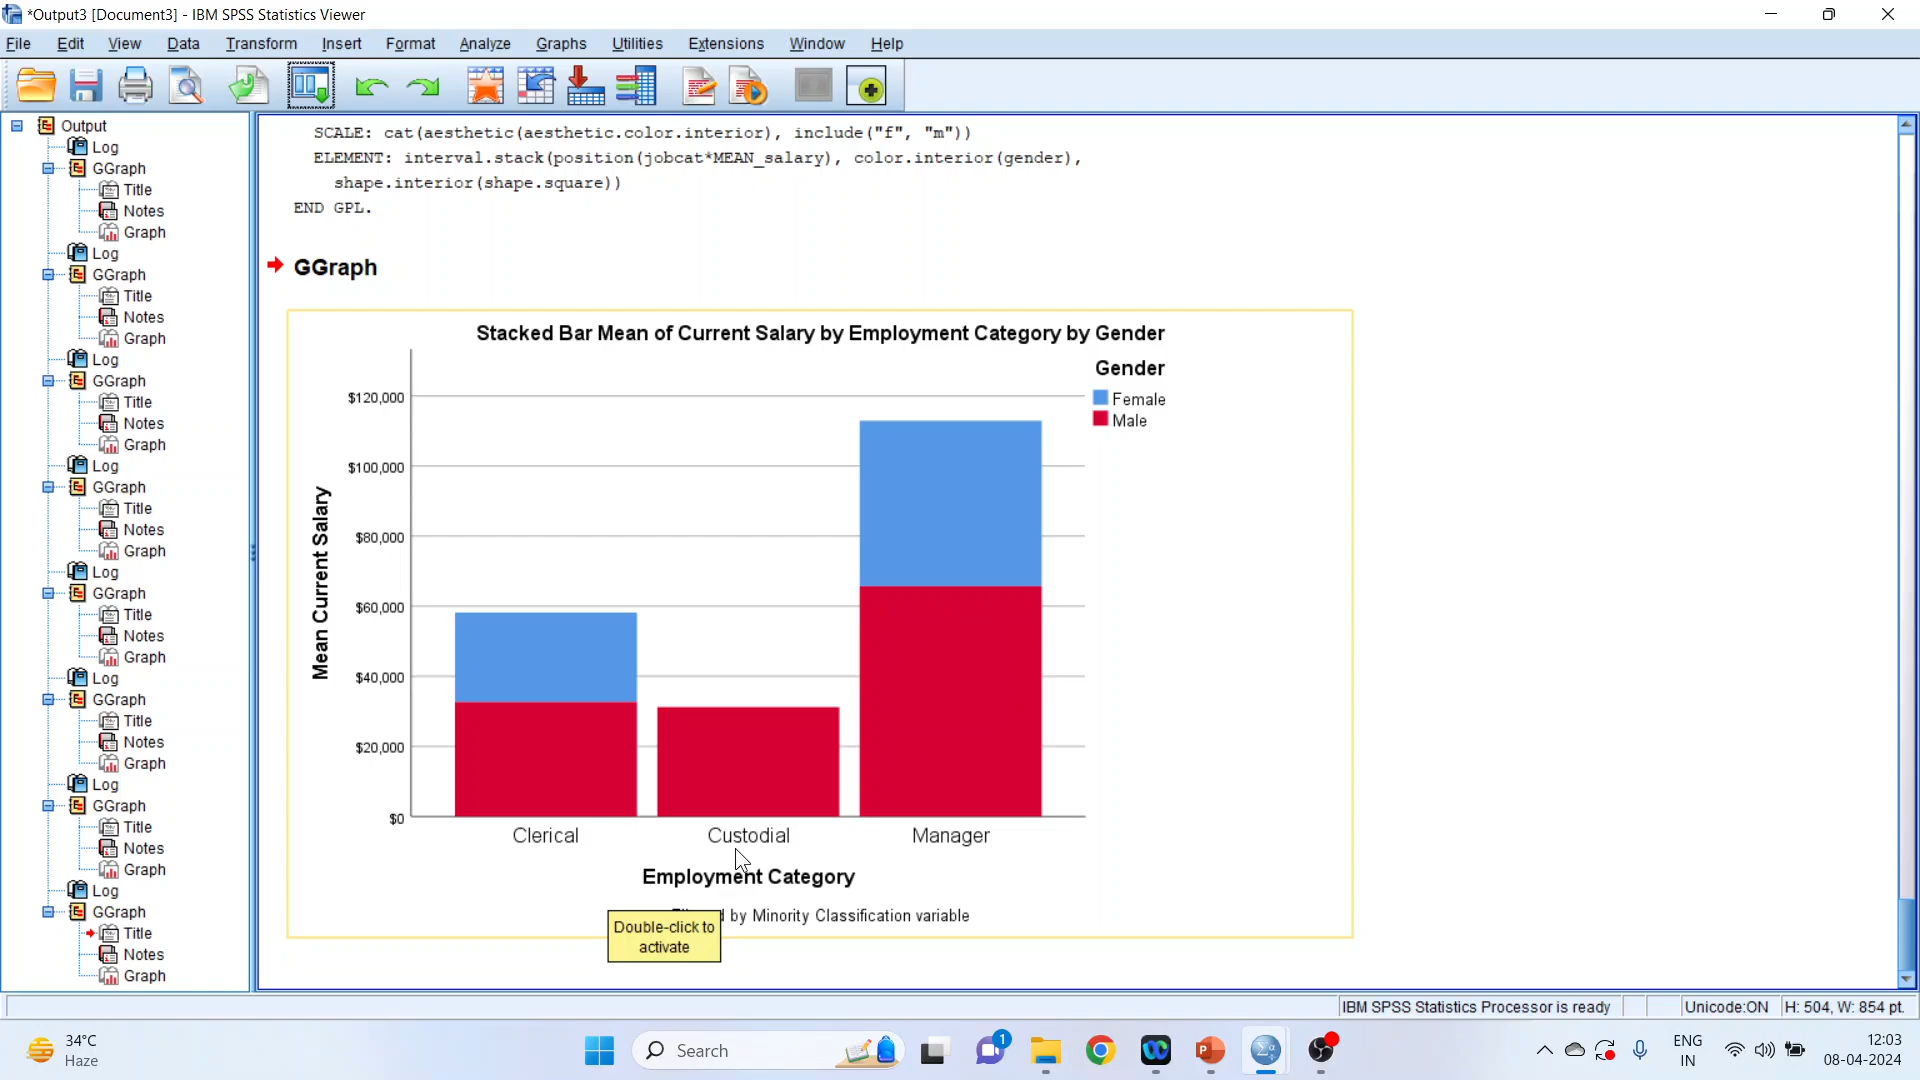 *Output3 [Document3] - IBM SPSS Statistics Viewer
File Edit View Data Transform Insert Format Analyze Graphs Utilities Extensions Window Help
Output
Log
GGraph
Title
Notes
Graph
Log
GGraph
Title
Notes
Graph
Log
GGraph
Title
Notes
Graph
Log
GGraph
Title
Notes
Graph
Log
GGraph
Title
Notes
Graph
Log
GGraph
Title
Notes
Graph
Log
GGraph
Title
Notes
Graph
Log
GGraph
Title
Notes
Graph
SCALE: cat(aesthetic(aesthetic.color.interior), include("f", "m"))
ELEMENT: interval.stack(position(jobcat*MEAN_salary), color.interior(gender),
shape.interior(shape.square))
END GPL.
GGraph
Stacked Bar Mean of Current Salary by Employment Category by Gender
Gender
Female
Male
Mean Current Salary
$120,000
$100,000
$80,000
$60,000
$40,000
$20,000
$0
Clerical Custodial Manager
Employment Category
by Minority Classification variable
Double-click to
activate
IBM SPSS Statistics Processor is ready Unicode:ON H: 504, W: 854 pt.
34°C
Haze
Search
1
ENG
IN
12:03
08-04-2024